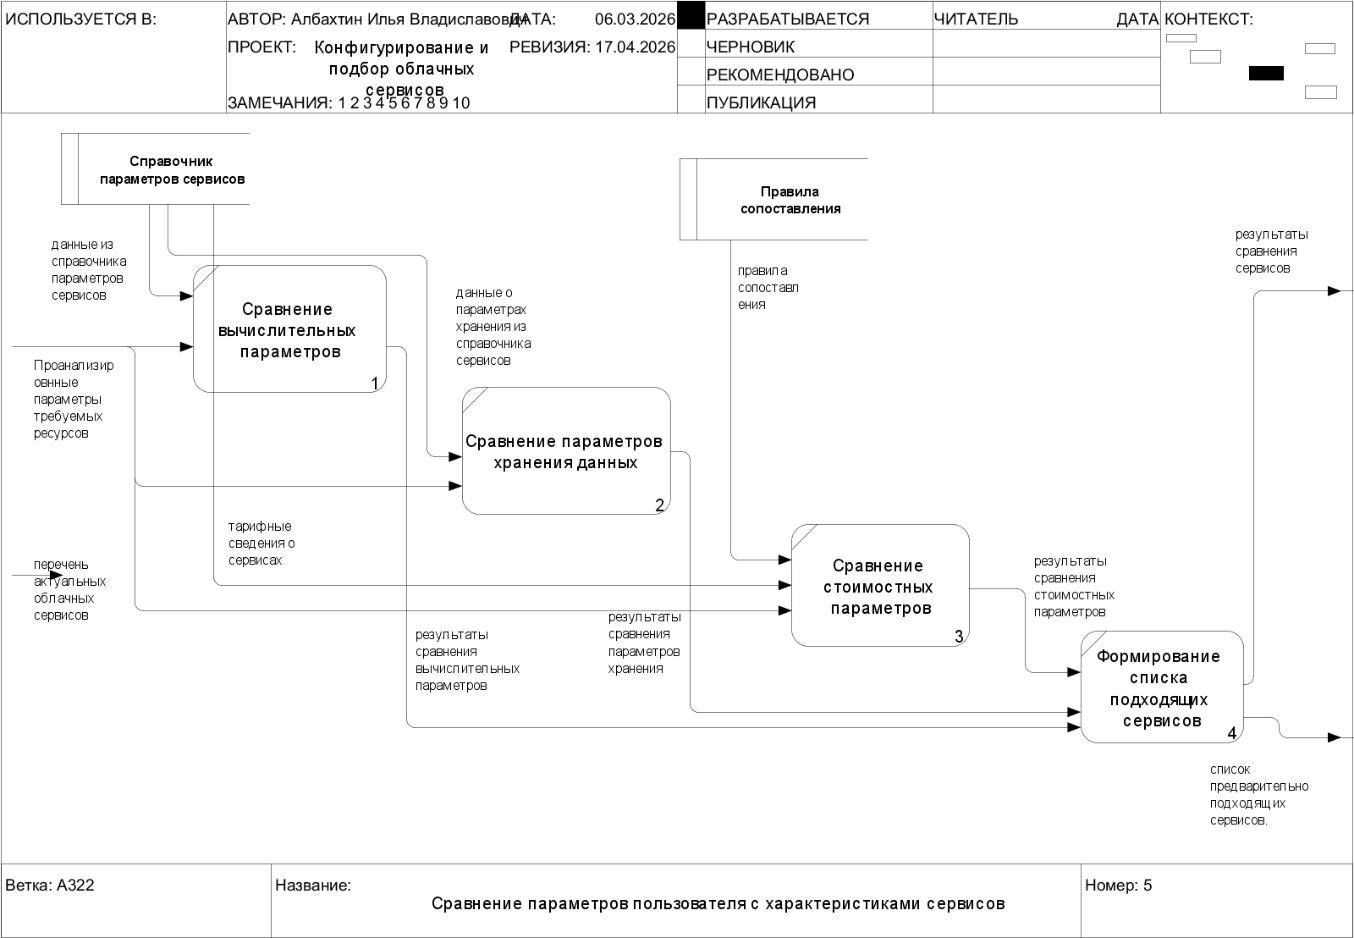 ИСПОЛЬЗУЕТСЯ В:
АВТОР: Албахтин Илья Владиславович
ДАТА: 06.03.2026
ПРОЕКТ: Конфигурирование и
подбор облачных
сервисов
РЕВИЗИЯ: 17.04.2026
ЗАМЕЧАНИЯ: 1 2 3 4 5 6 7 8 9 10
РАЗРАБАТЫВАЕТСЯ
ЧЕРНОВИК
РЕКОМЕНДОВАНО
ПУБЛИКАЦИЯ
ЧИТАТЕЛЬ
ДАТА
КОНТЕКСТ:
Справочник
параметров сервисов
Правила
сопоставления
данные из
справочника
параметров
сервисов
результаты
сравнения
сервисов
правила
сопоставл
ения
данные о
параметрах
хранения из
справочника
сервисов
Сравнение
вычислительных
параметров
1
Проанализир
овнные
параметры
требуемых
ресурсов
Сравнение параметров
хранения данных
2
тарифные
сведения о
сервисах
перечень
актуальных
облачных
сервисов
Сравнение
стоимостных
параметров
3
результаты
сравнения
стоимостных
параметров
результаты
сравнения
параметров
хранения
результаты
сравнения
вычислительных
параметров
Формирование
списка
подходящих
сервисов
4
список
предварительно
подходящих
сервисов.
Ветка: A322
Название:
Сравнение параметров пользователя с характеристиками сервисов
Номер: 5